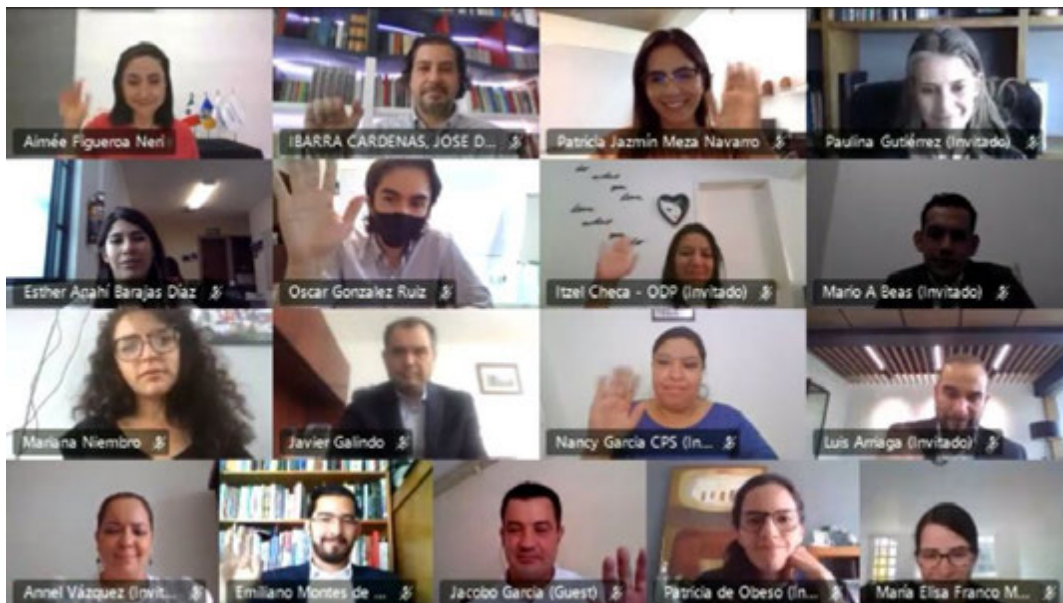 Aimée Figueroa Neri
IBARRA CARDENAS, JOSE D...
Patricia Jazmín Meza Navarro
Paulina Gutiérrez (Invitado)
Esther Anahí Barajas Díaz
Oscar Gonzalez Ruiz
Itzel Checa - ODP (Invitado)
Mario A Beas (Invitado)
Mariana Niembro
Javier Galindo
Nancy García CPS (In...
Luis Arriaga (Invitado)
Annel Vázquez (Invit...
Emiliano Montes de ...
Jacobo Garcia (Guest)
Patricia de Obeso (In...
María Elisa Franco M...